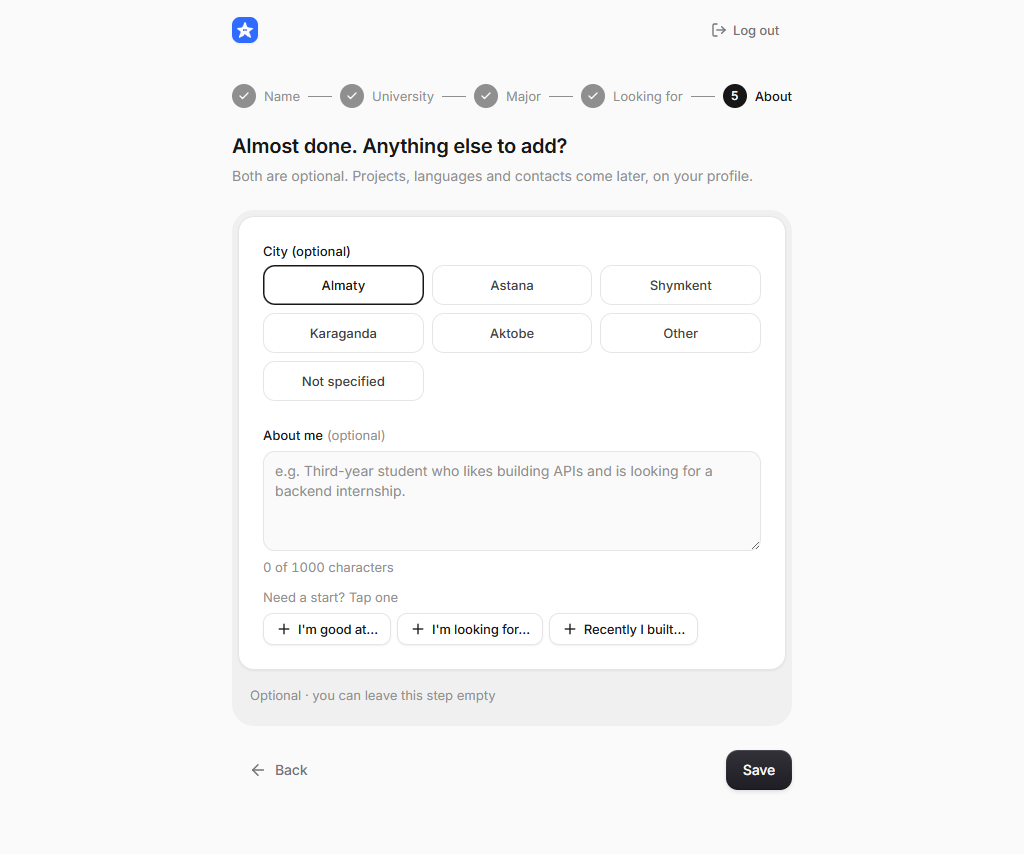 Log out
Name
University
Major
Looking for
5 About
Almost done. Anything else to add?
Both are optional. Projects, languages and contacts come later, on your profile.
City (optional)
Almaty
Astana
Shymkent
Karaganda
Aktobe
Other
Not specified
About me (optional)
e.g. Third-year student who likes building APIs and is looking for a
backend internship.
0 of 1000 characters
Need a start? Tap one
I'm good at...
I'm looking for...
Recently I built...
Optional · you can leave this step empty
Back
Save